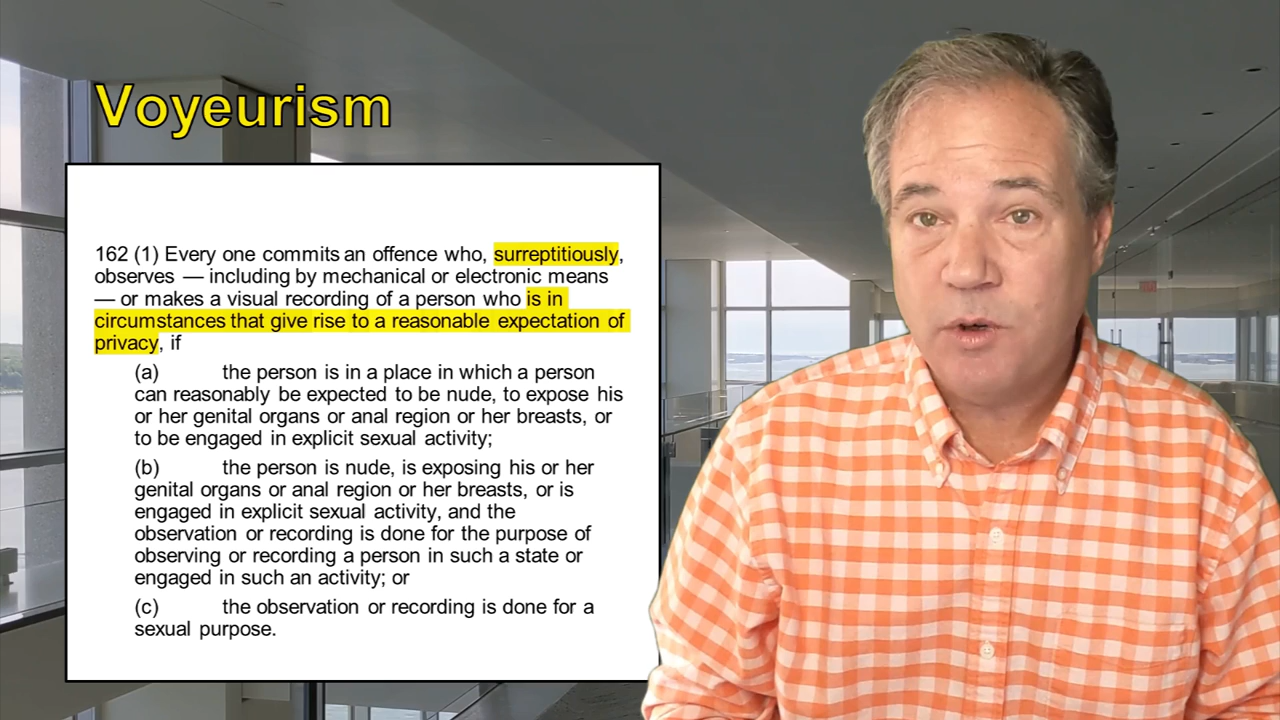 Voyeurism
162 (1) Every one commits an offence who, surreptitiously,
observes — including by mechanical or electronic means
— or makes a visual recording of a person who is in
circumstances that give rise to a reasonable expectation of
privacy, if
(a) the person is in a place in which a person
can reasonably be expected to be nude, to expose his
or her genital organs or anal region or her breasts, or
to be engaged in explicit sexual activity;
(b) the person is nude, is exposing his or her
genital organs or anal region or her breasts, or is
engaged in explicit sexual activity, and the
observation or recording is done for the purpose of
observing or recording a person in such a state or
engaged in such an activity; or
(c) the observation or recording is done for a
sexual purpose.